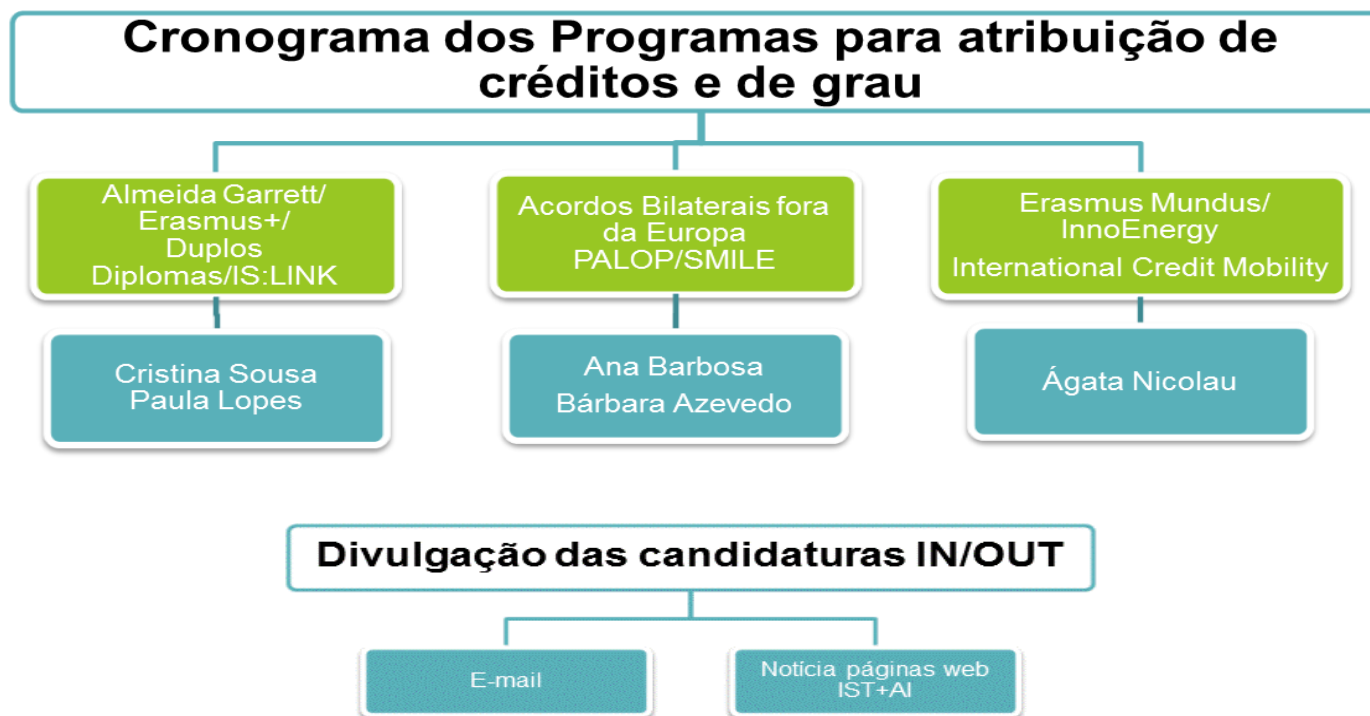 Cronograma dos Programas para atribuição de
créditos e de grau
Almeida Garrett/
Erasmus+/
Duplos
Diplomas/IS:LINK
Acordos Bilaterais fora
da Europa
PALOP/SMILE
Erasmus Mundus/
InnoEnergy
International Credit Mobility
Cristina Sousa
Paula Lopes
Ana Barbosa
Bárbara Azevedo
Ágata Nicolau
Divulgação das candidaturas IN/OUT
E-mail
Notícia páginas web
IST+AI